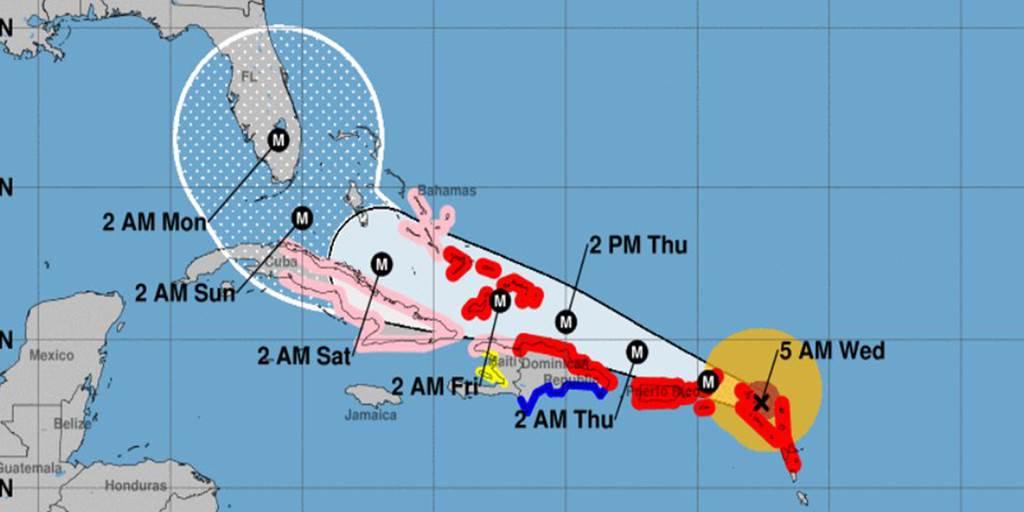 N
FL
M
N
Bahamas
2 AM Mon
M
2 PM Thu
Cuba
M
2 AM Sun
M
M
N
Mexico
2 AM Sat
M
5 AM Wed
Haiti
Dominican
Republic
2 AM Fri
M
Puerto Rico
Jamaica
2 AM Thu
Belize
Guatemala
Honduras
N